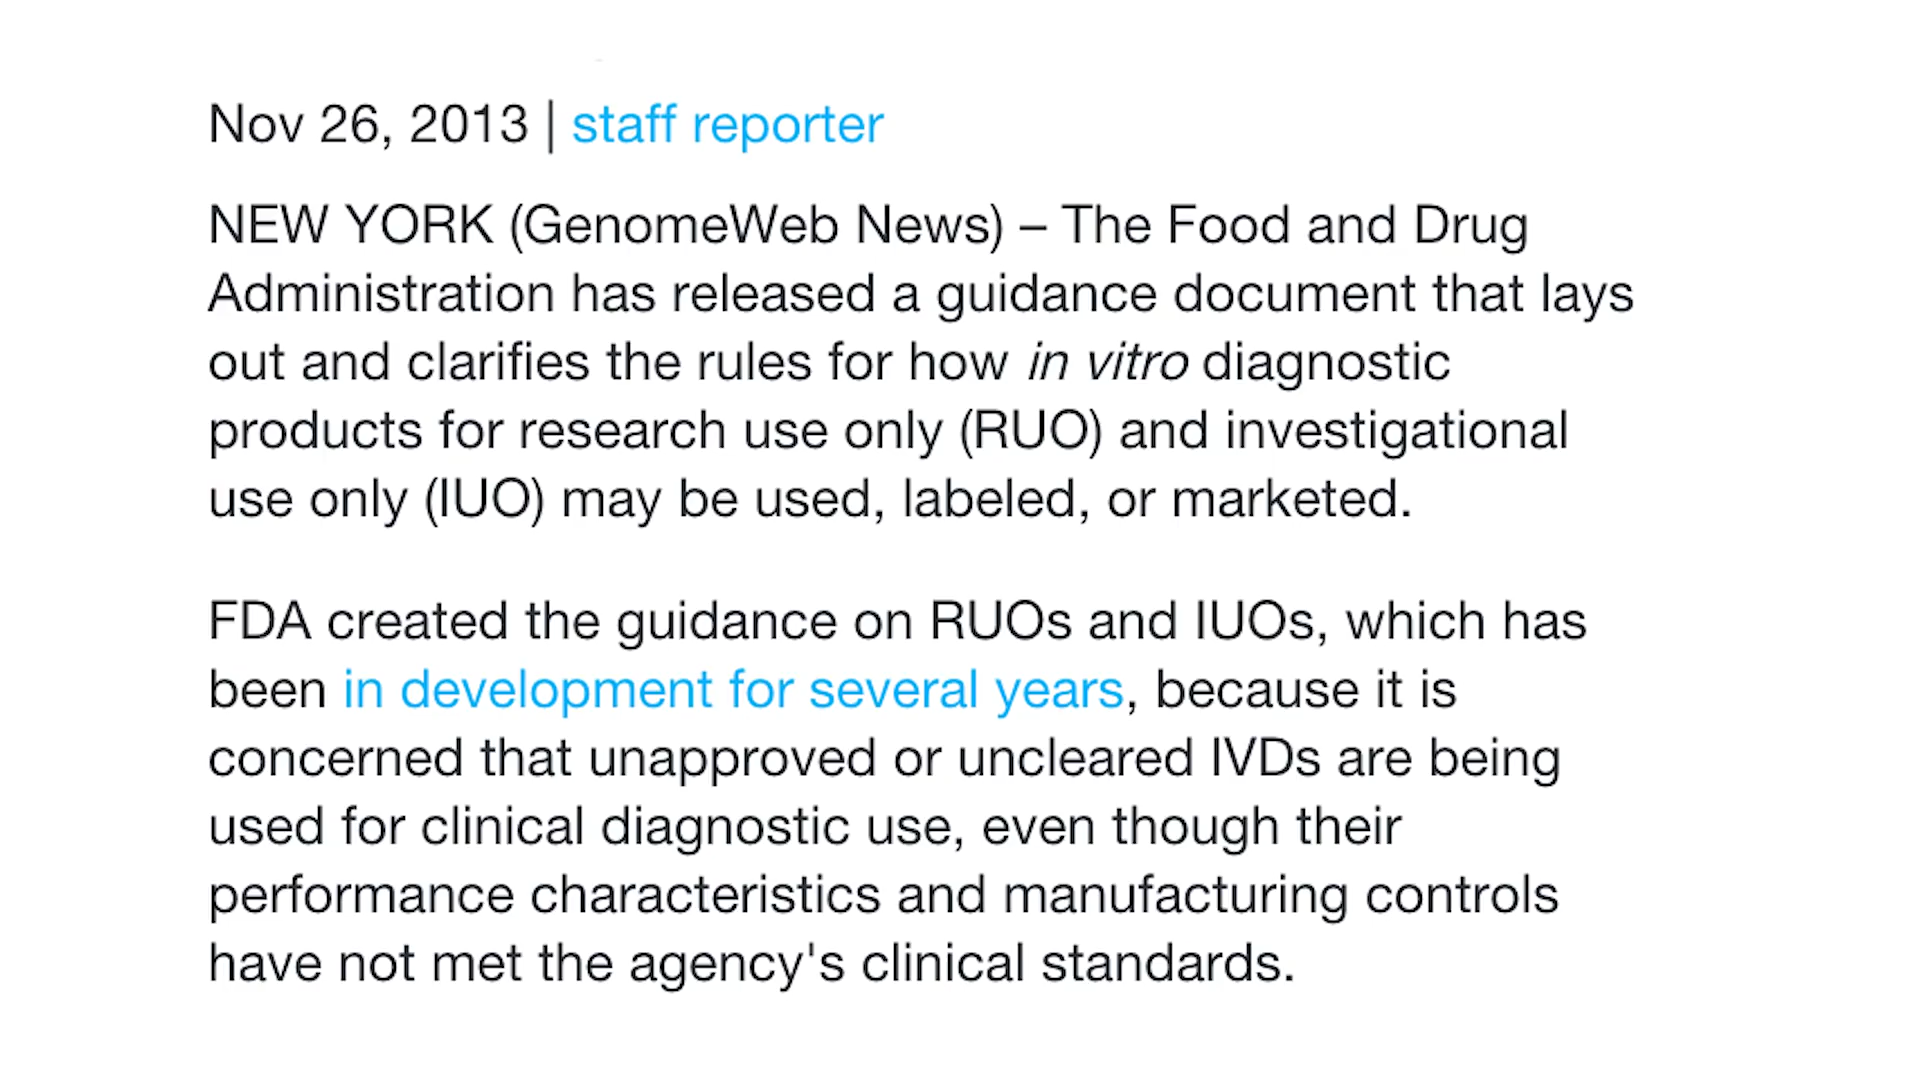 Nov 26, 2013 | staff reporter
NEW YORK (GenomeWeb News) – The Food and Drug
Administration has released a guidance document that lays
out and clarifies the rules for how in vitro diagnostic
products for research use only (RUO) and investigational
use only (IUO) may be used, labeled, or marketed.
FDA created the guidance on RUOs and IUOs, which has
been in development for several years, because it is
concerned that unapproved or uncleared IVDs are being
used for clinical diagnostic use, even though their
performance characteristics and manufacturing controls
have not met the agency's clinical standards.